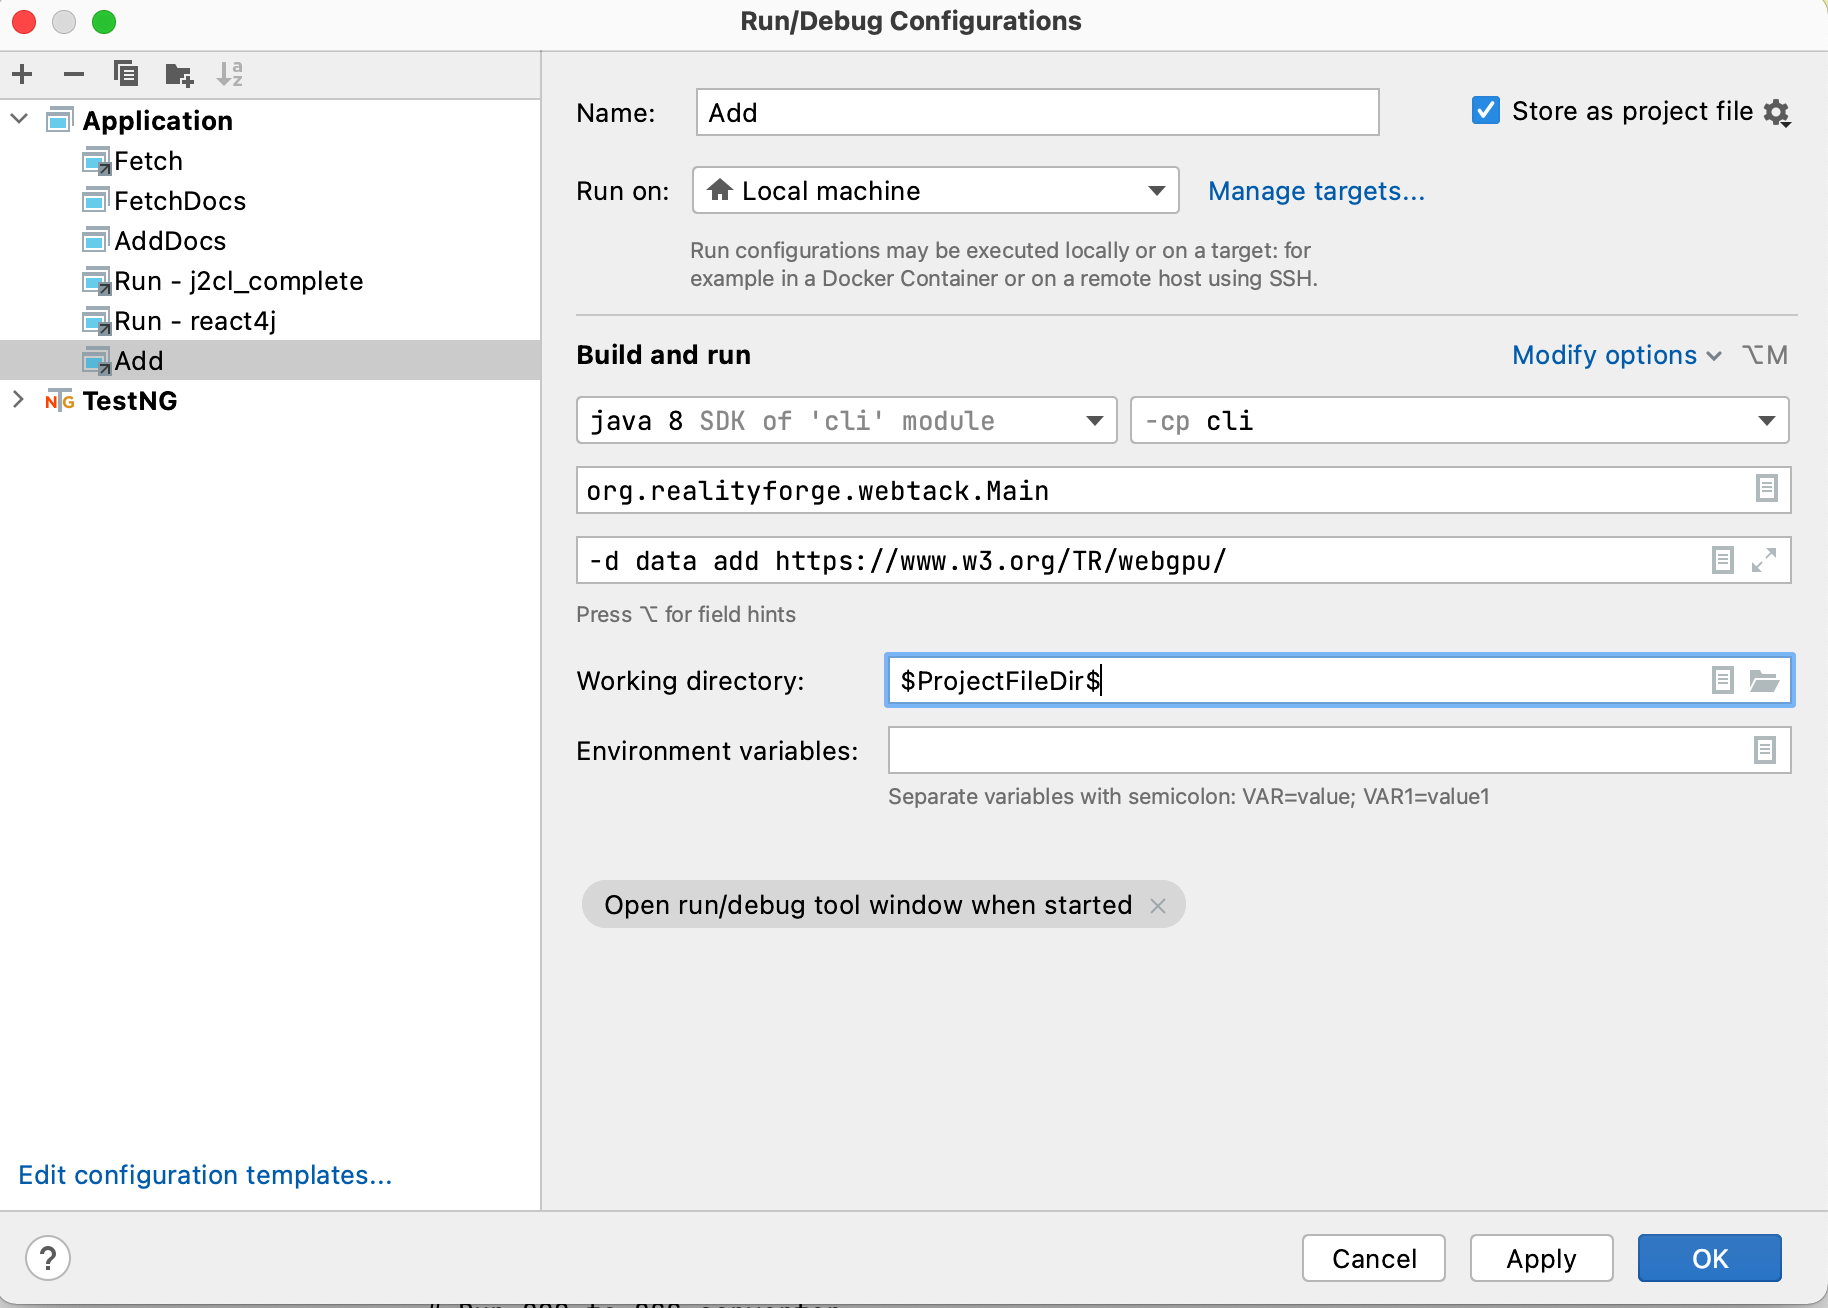 Run/Debug Configurations
Application
Fetch
FetchDocs
AddDocs
Run - j2cl_complete
Run - react4j
Add
TestNG
Edit configuration templates...
Name: Add
Store as project file
Run on: Local machine
Manage targets...
Run configurations may be executed locally or on a target: for
example in a Docker Container or on a remote host using SSH.
Build and run
Modify options ⌥M
java 8 SDK of 'cli' module
-cp cli
org.realityforge.webtack.Main
-d data add https://www.w3.org/TR/webgpu/
Press ⌥ for field hints
Working directory: $ProjectFileDir$
Environment variables:
Separate variables with semicolon: VAR=value; VAR1=value1
Open run/debug tool window when started
?
Cancel
Apply
OK